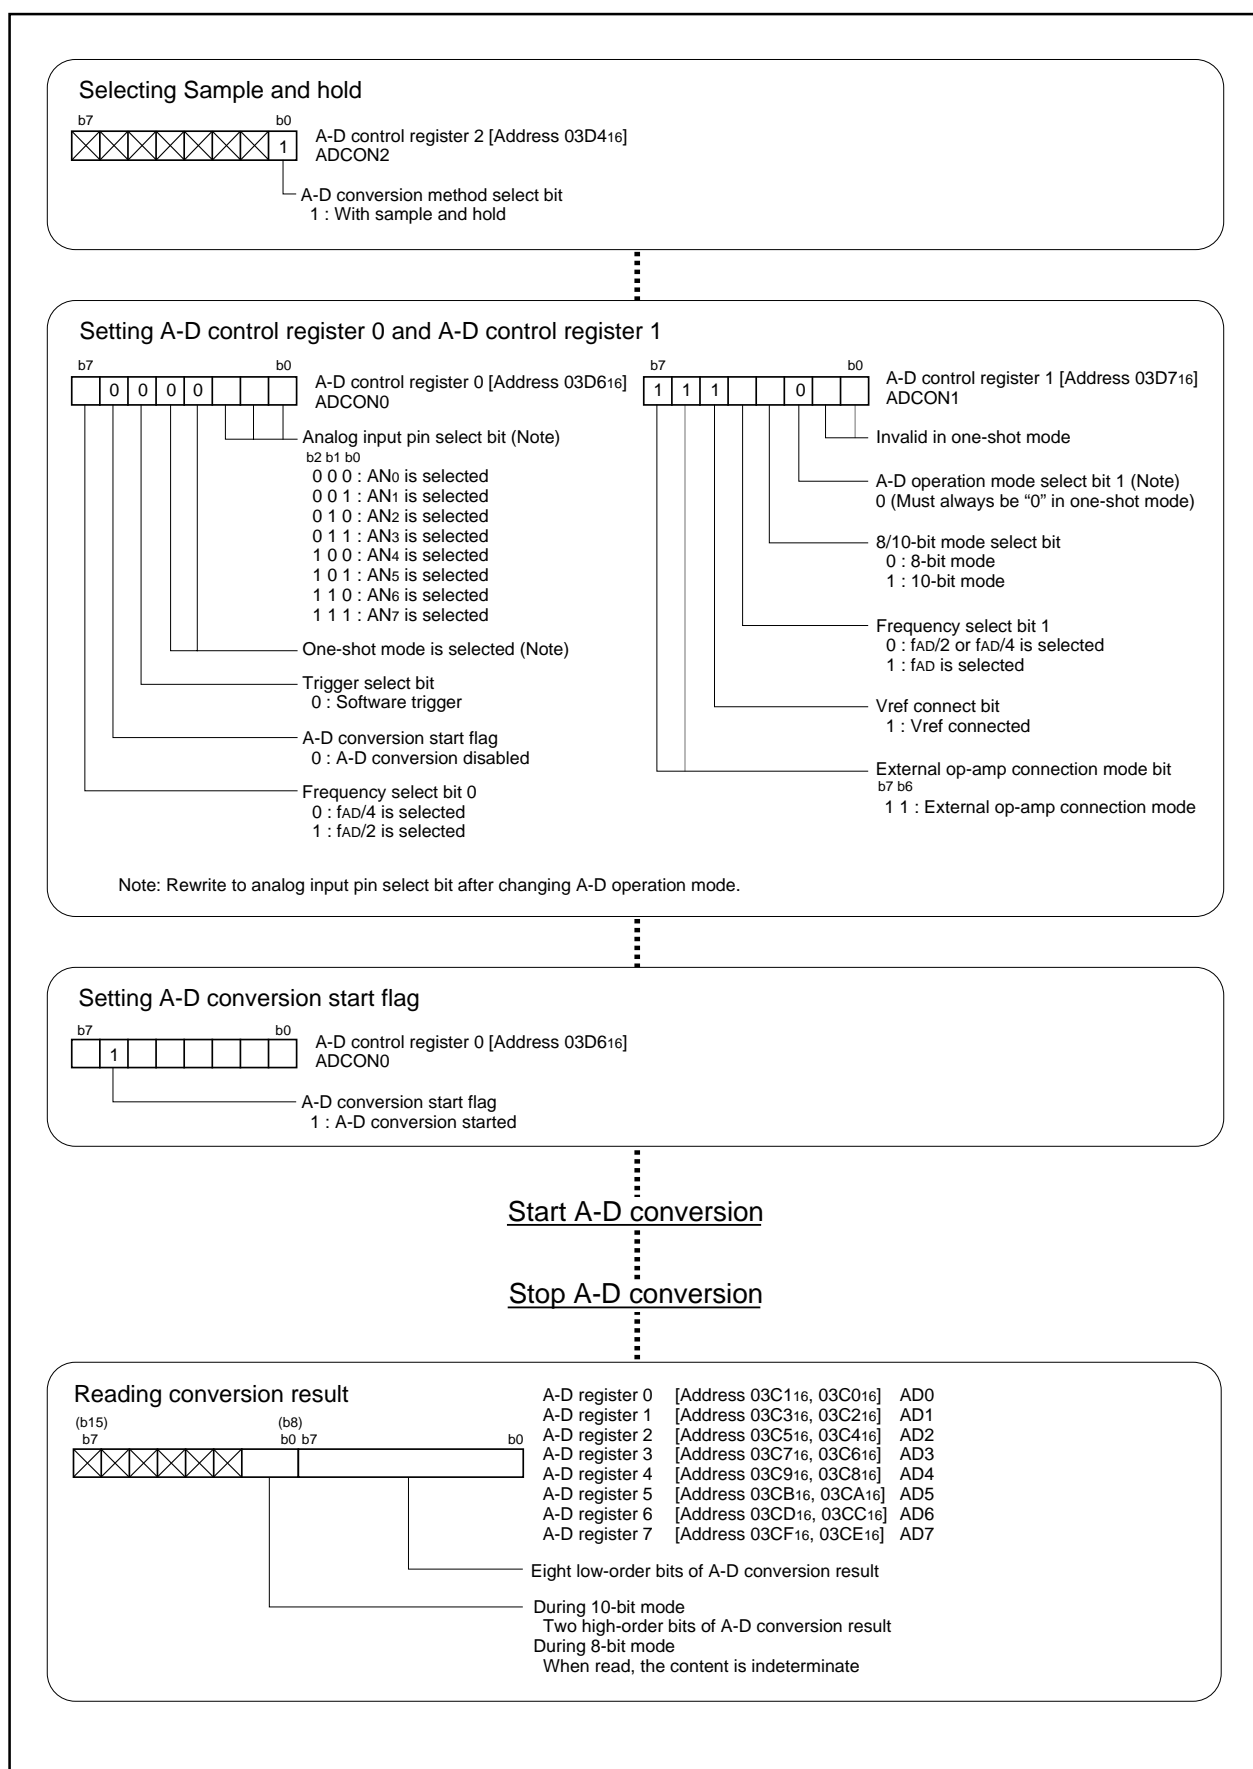 Selecting Sample and hold
b7 b0
1
A-D control register 2 [Address 03D416]
ADCON2
A-D conversion method select bit
1 : With sample and hold
Setting A-D control register 0 and A-D control register 1
b7 b0
0 0 0 0
A-D control register 0 [Address 03D616]
ADCON0
Analog input pin select bit (Note)
b2 b1 b0
0 0 0 : AN0 is selected
0 0 1 : AN1 is selected
0 1 0 : AN2 is selected
0 1 1 : AN3 is selected
1 0 0 : AN4 is selected
1 0 1 : AN5 is selected
1 1 0 : AN6 is selected
1 1 1 : AN7 is selected
One-shot mode is selected (Note)
Trigger select bit
0 : Software trigger
A-D conversion start flag
0 : A-D conversion disabled
Frequency select bit 0
0 : fAD/4 is selected
1 : fAD/2 is selected
b7 b0
1 1 1 0
A-D control register 1 [Address 03D716]
ADCON1
Invalid in one-shot mode
A-D operation mode select bit 1 (Note)
0 (Must always be “0” in one-shot mode)
8/10-bit mode select bit
0 : 8-bit mode
1 : 10-bit mode
Frequency select bit 1
0 : fAD/2 or fAD/4 is selected
1 : fAD is selected
Vref connect bit
1 : Vref connected
External op-amp connection mode bit
b7 b6
1 1 : External op-amp connection mode
Note: Rewrite to analog input pin select bit after changing A-D operation mode.
Setting A-D conversion start flag
b7 b0
1
A-D control register 0 [Address 03D616]
ADCON0
A-D conversion start flag
1 : A-D conversion started
Start A-D conversion
Stop A-D conversion
Reading conversion result
(b15) (b8)
b7 b0 b7 b0
A-D register 0 [Address 03C116, 03C016] AD0
A-D register 1 [Address 03C316, 03C216] AD1
A-D register 2 [Address 03C516, 03C416] AD2
A-D register 3 [Address 03C716, 03C616] AD3
A-D register 4 [Address 03C916, 03C816] AD4
A-D register 5 [Address 03CB16, 03CA16] AD5
A-D register 6 [Address 03CD16, 03CC16] AD6
A-D register 7 [Address 03CF16, 03CE16] AD7
Eight low-order bits of A-D conversion result
During 10-bit mode
Two high-order bits of A-D conversion result
During 8-bit mode
When read, the content is indeterminate